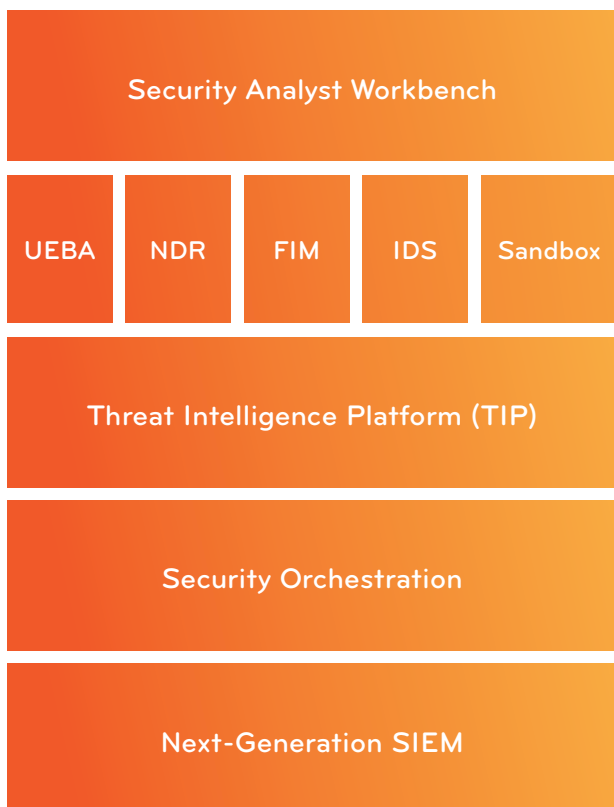 Security Analyst Workbench
UEBA
NDR
FIM
IDS
Sandbox
Threat Intelligence Platform (TIP)
Security Orchestration
Next-Generation SIEM